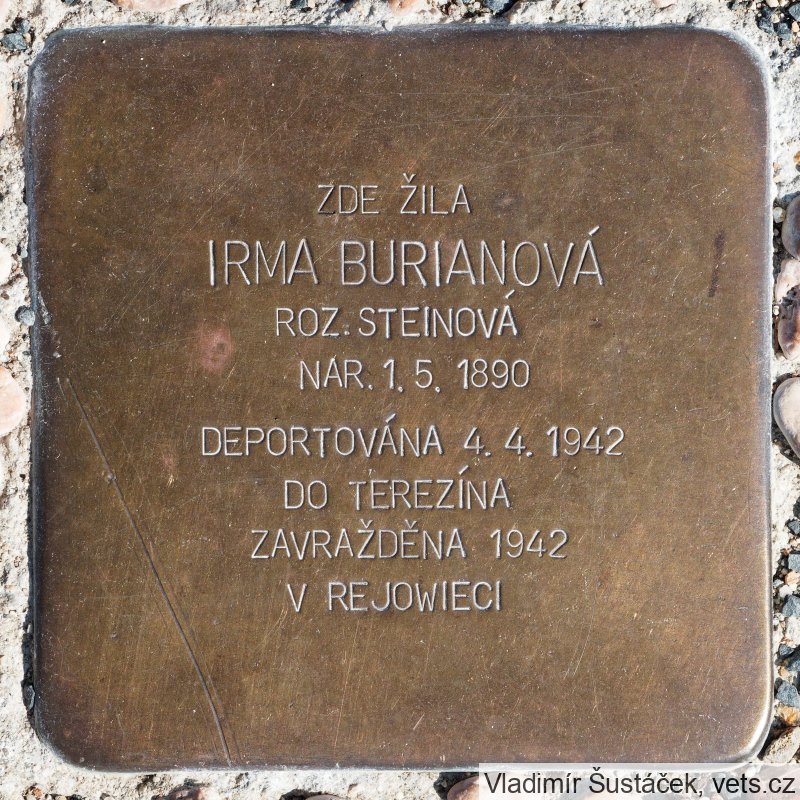 ZDE ŽILA
IRMA BURIANOVÁ
ROZ. STEINOVÁ
NAR. 1. 5. 1890
DEPORTOVÁNA 4. 4. 1942
DO TEREZÍNA
ZAVRAŽDĚNA 1942
V REJOWIECI
Vladimír Šustáček, vets.cz